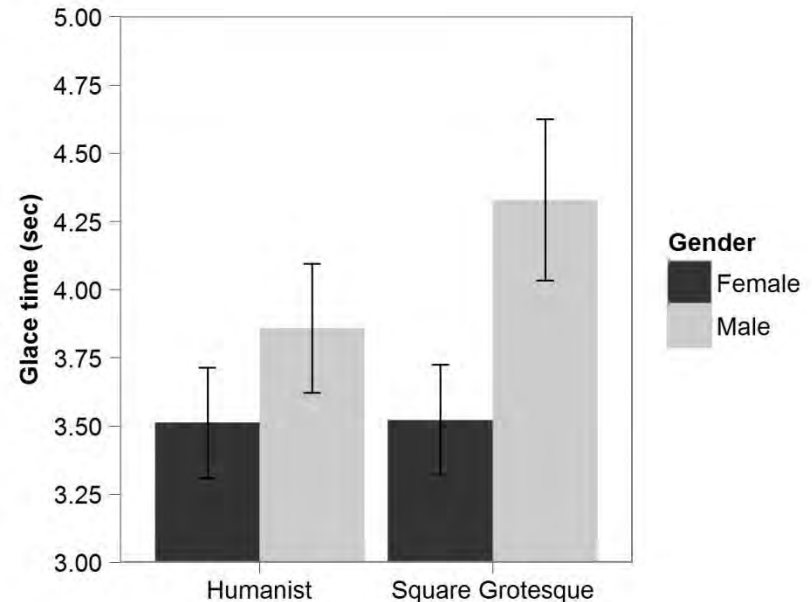 5.00
4.75
4.50
4.25
4.00
3.75
3.50
3.25
3.00
Glace time (sec)
Humanist
Square Grotesque
Gender
Female
Male